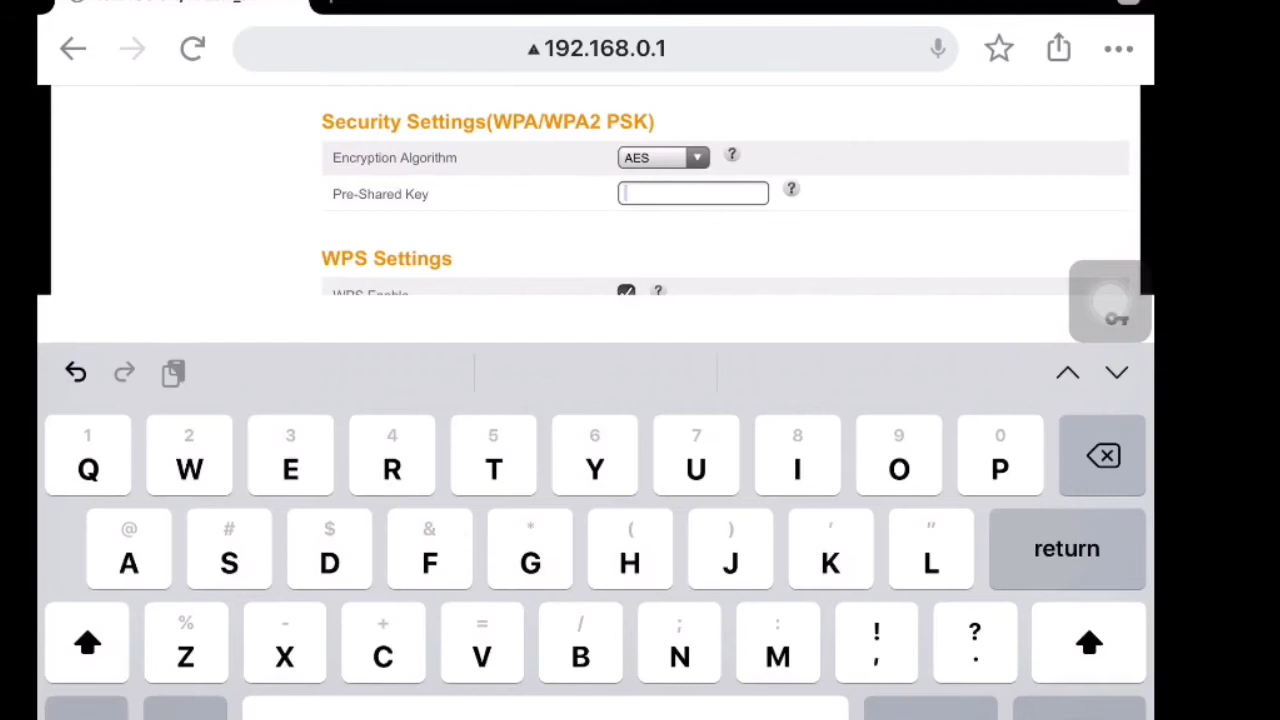 192.168.0.1
Security Settings(WPA/WPA2 PSK)
Encryption Algorithm AES ?
Pre-Shared Key ?
WPS Settings
WPS Enable ?
1 2 3 4 5 6 7 8 9 0
Q W E R T Y U I O P
@ # $ & * ( ) ' "
A S D F G H J K L return
% - + = / ; : ! ?
Z X C V B N M , .